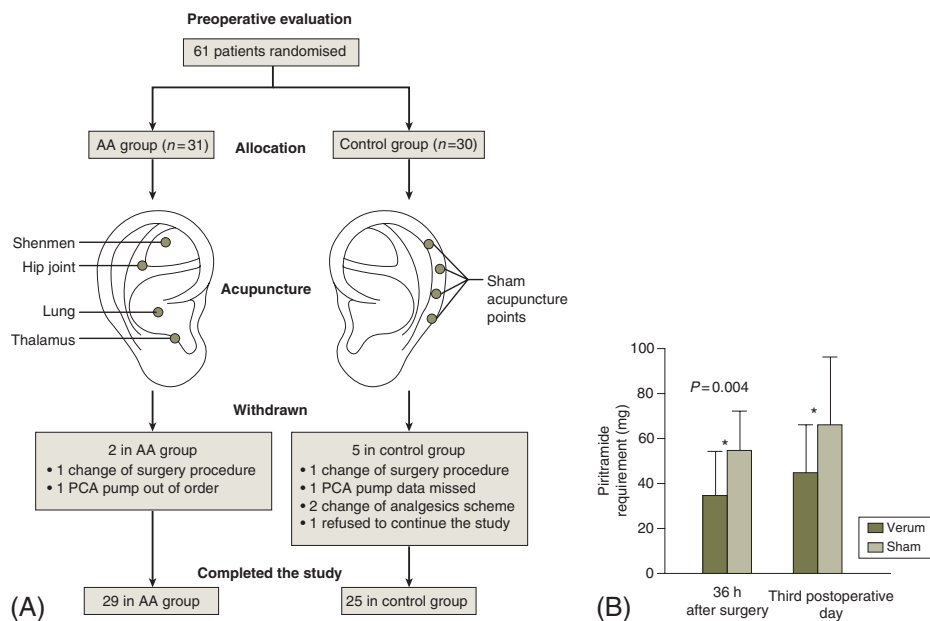 Preoperative evaluation
61 patients randomised
AA group (n=31)
Allocation
Control group (n=30)
Shenmen
Hip joint
Lung
Thalamus
Acupuncture
Sham
acupuncture
points
Withdrawn
2 in AA group
• 1 change of surgery procedure
• 1 PCA pump out of order
5 in control group
• 1 change of surgery procedure
• 1 PCA pump data missed
• 2 change of analgesics scheme
• 1 refused to continue the study
Completed the study
29 in AA group
25 in control group
(A)
Piritramide
requirement (mg)
100
80
60
40
20
0
P=0.004
*
*
Verum
Sham
36 h
after surgery
Third postoperative
day
(B)